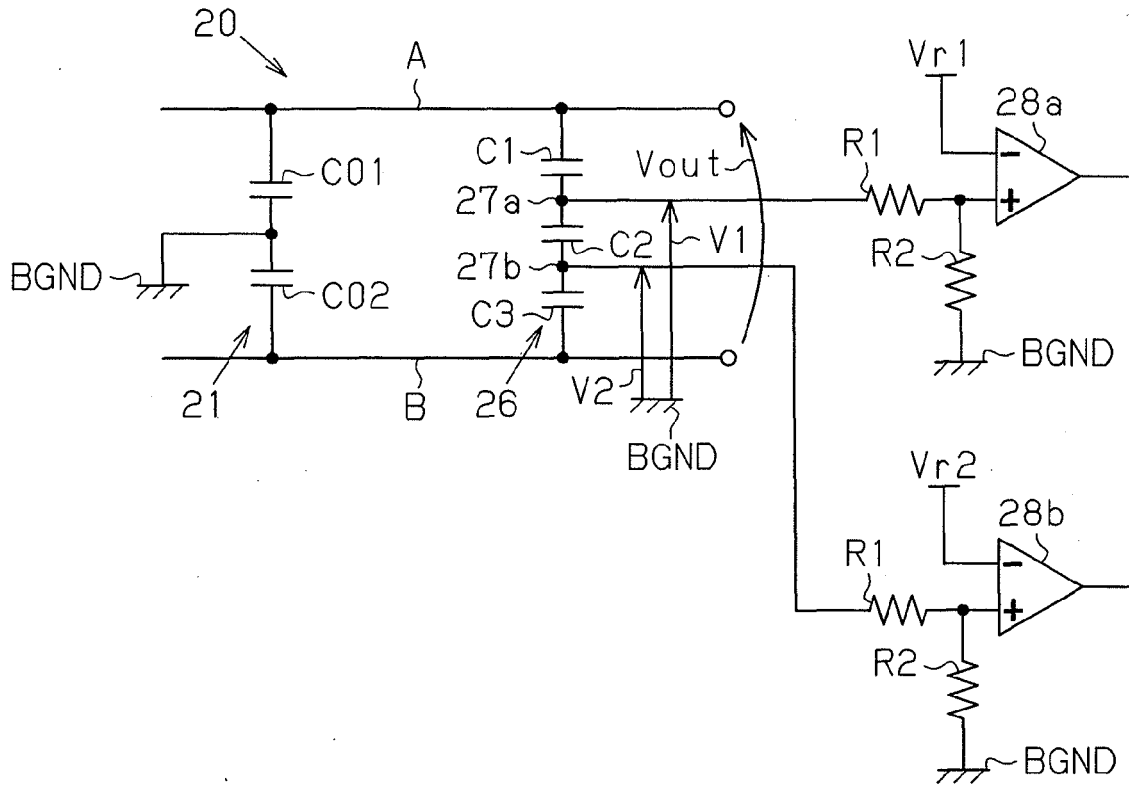 20
A
Vr1
28a
C1
R1
Vout
C01
27a
V1
C2
R2
27b
BGND
C02
C3
BGND
21
B
26
V2
BGND
Vr2
28b
R1
R2
BGND